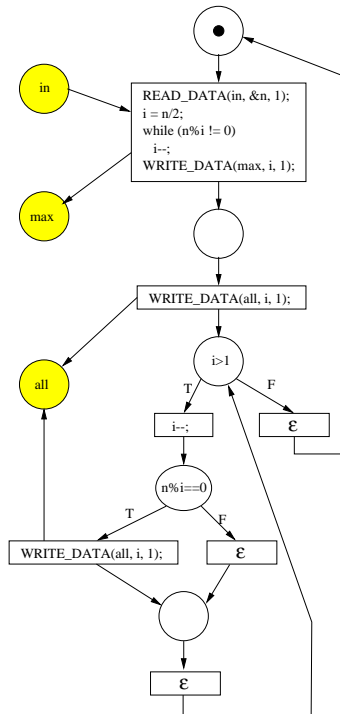 in
READ_DATA(in, &n, 1);
i = n/2;
while (n%i != 0)
i--;
WRITE_DATA(max, i, 1);
max
WRITE_DATA(all, i, 1);
all
i>1
T
F
i--;
ε
n%i==0
T
F
WRITE_DATA(all, i, 1);
ε
ε